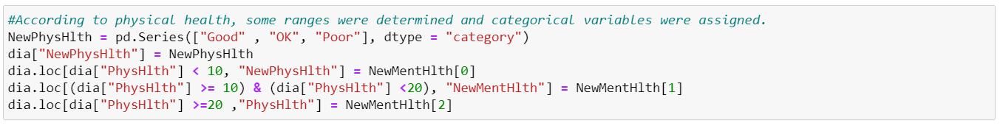 #According to physical health, some ranges were determined and categorical variables were assigned.
NewPhysHlth = pd.Series(["Good" , "OK", "Poor"], dtype = "category")
dia["NewPhysHlth"] = NewPhysHlth
dia.loc[dia["PhysHlth"] < 10, "NewPhysHlth"] = NewMentHlth[0]
dia.loc[(dia["PhysHlth"] >= 10) & (dia["PhysHlth"] <20), "NewMentHlth"] = NewMentHlth[1]
dia.loc[dia["PhysHlth"] >=20 ,"PhysHlth"] = NewMentHlth[2]